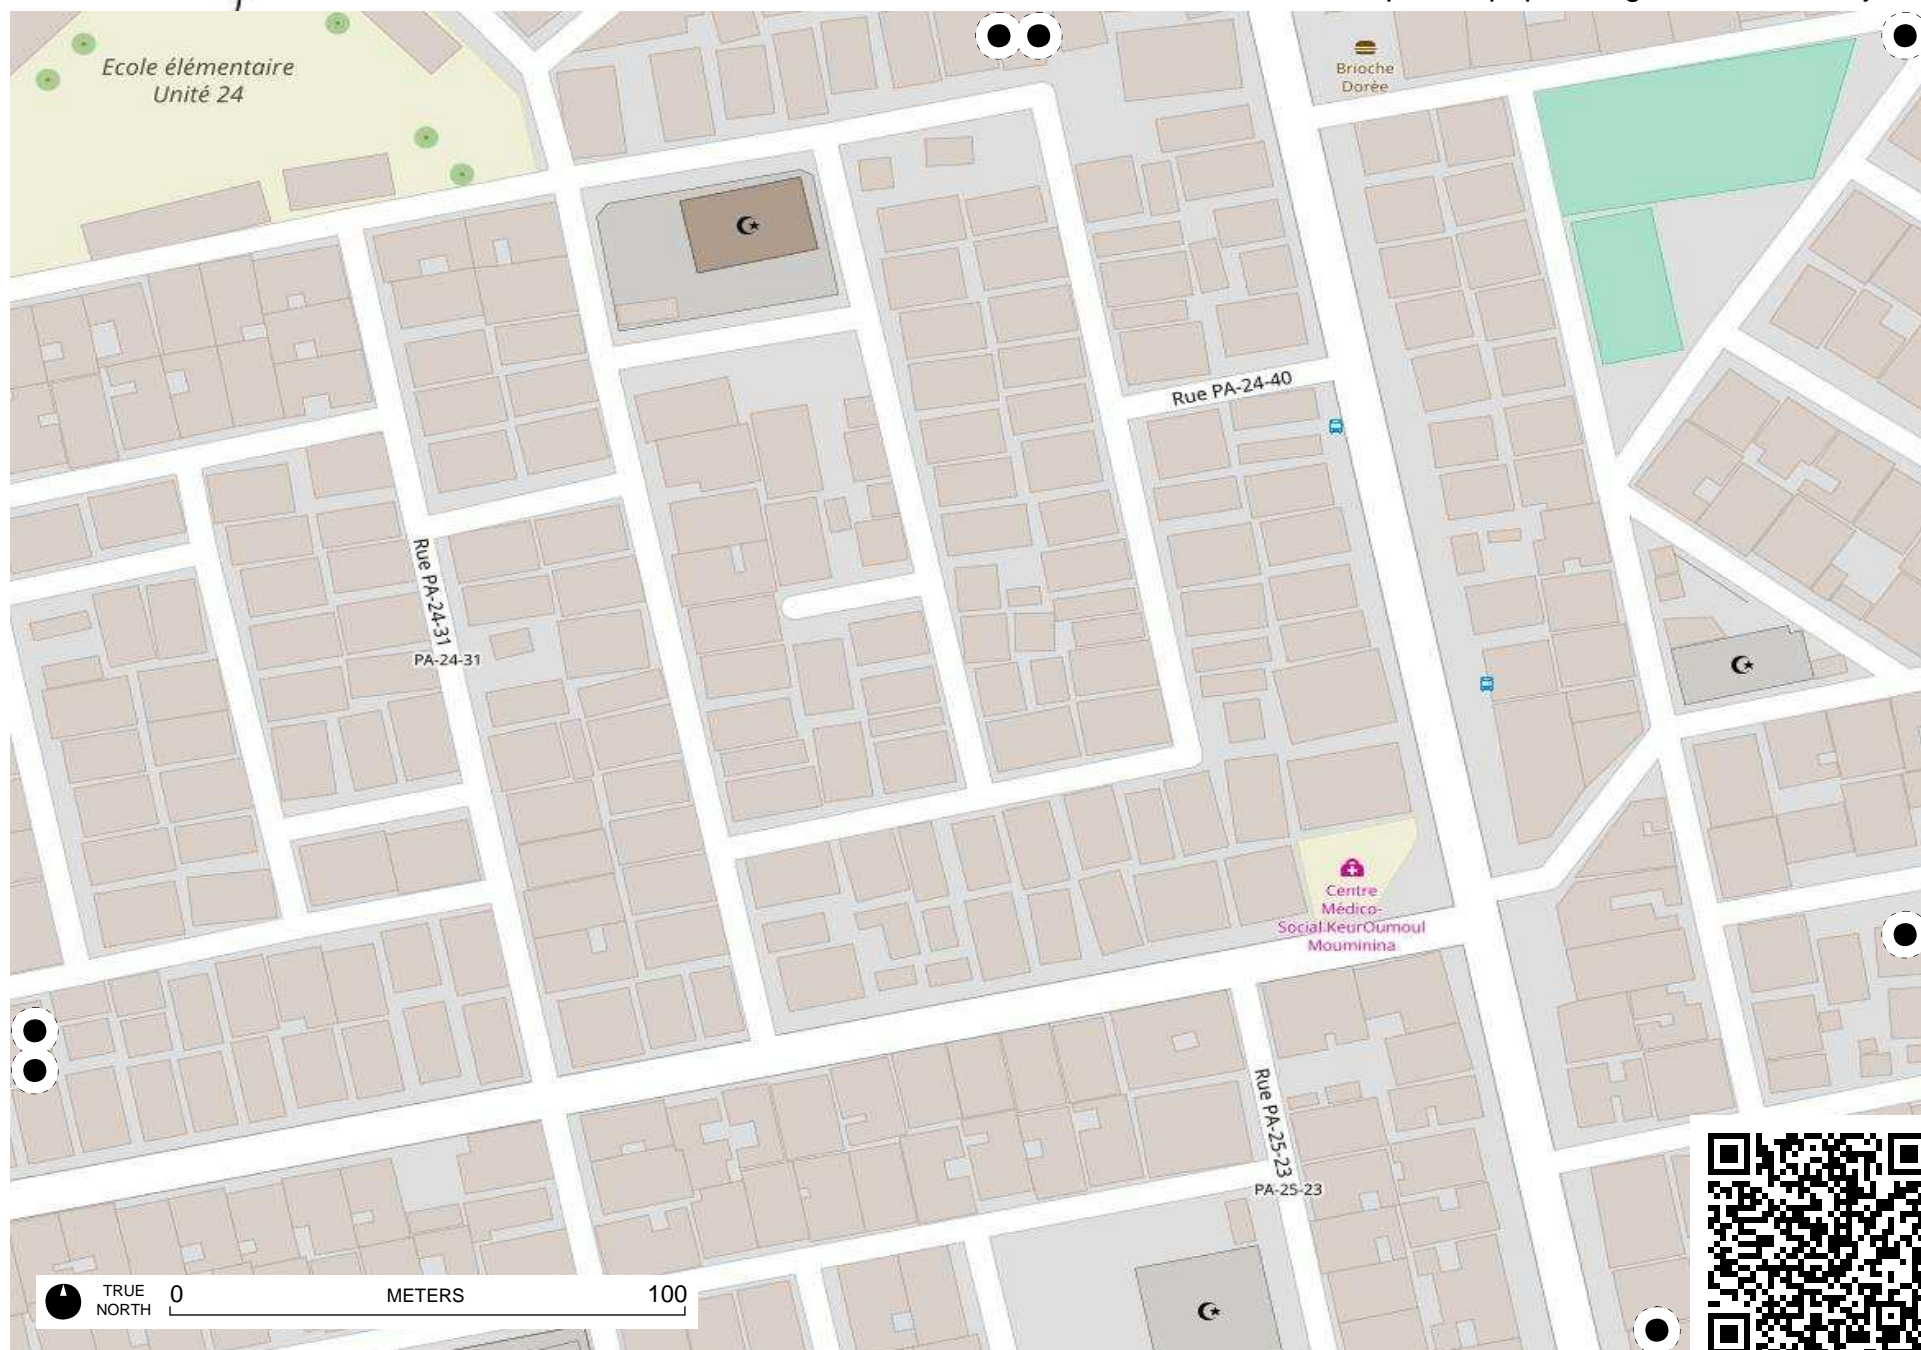 Ecole élémentaire
Unité 24
Brioche
Dorée
Rue PA-24-40
Rue PA-24-31
PA-24-31
Centre
Médico-
Social KeurOumoul
Mouminina
Rue PA-25-23
PA-25-23
TRUE
NORTH
0
METERS
100